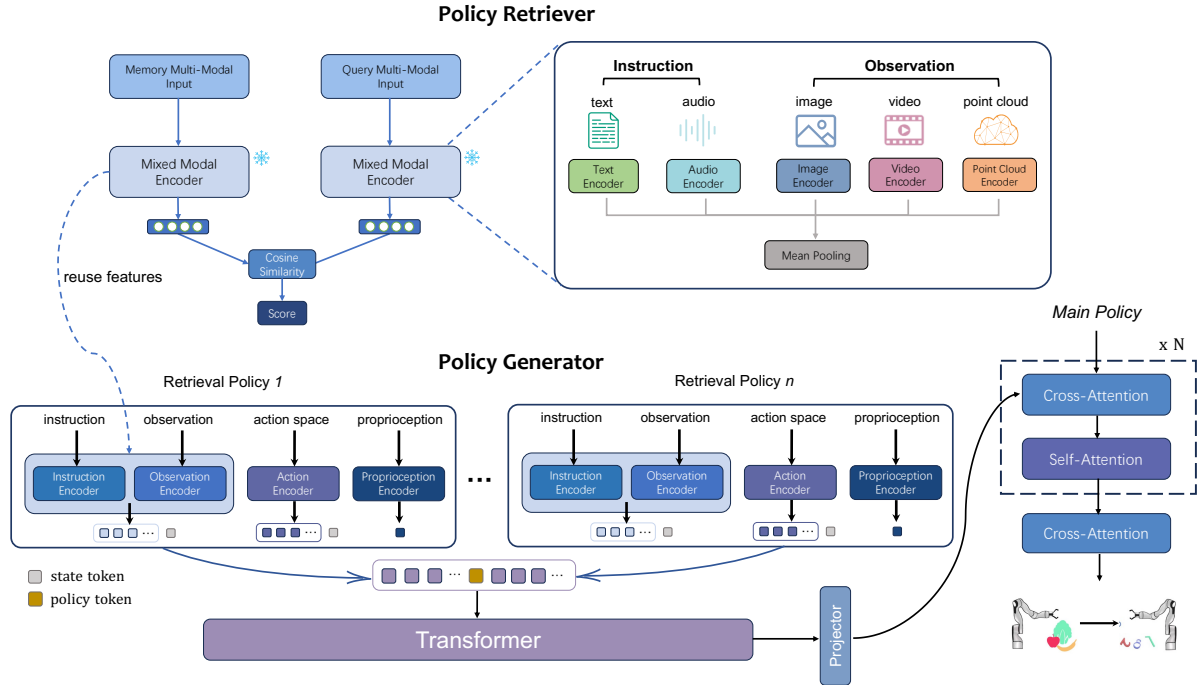 Policy Retriever
Memory Multi-Modal
Input
Query Multi-Modal
Input
Mixed Modal
Encoder
Mixed Modal
Encoder
Cosine
Similarity
Score
reuse features
Instruction
Observation
text
audio
image
video
point cloud
Text
Encoder
Audio
Encoder
Image
Encoder
Video
Encoder
Point Cloud
Encoder
Mean Pooling
Policy Generator
Retrieval Policy 1
instruction
observation
action space
proprioception
Instruction
Encoder
Observation
Encoder
Action
Encoder
Proprioception
Encoder
...
...
...
Retrieval Policy n
instruction
observation
action space
proprioception
Instruction
Encoder
Observation
Encoder
Action
Encoder
Proprioception
Encoder
...
...
state token
policy token
...
...
Transformer
Projector
Main Policy
x N
Cross-Attention
Self-Attention
Cross-Attention